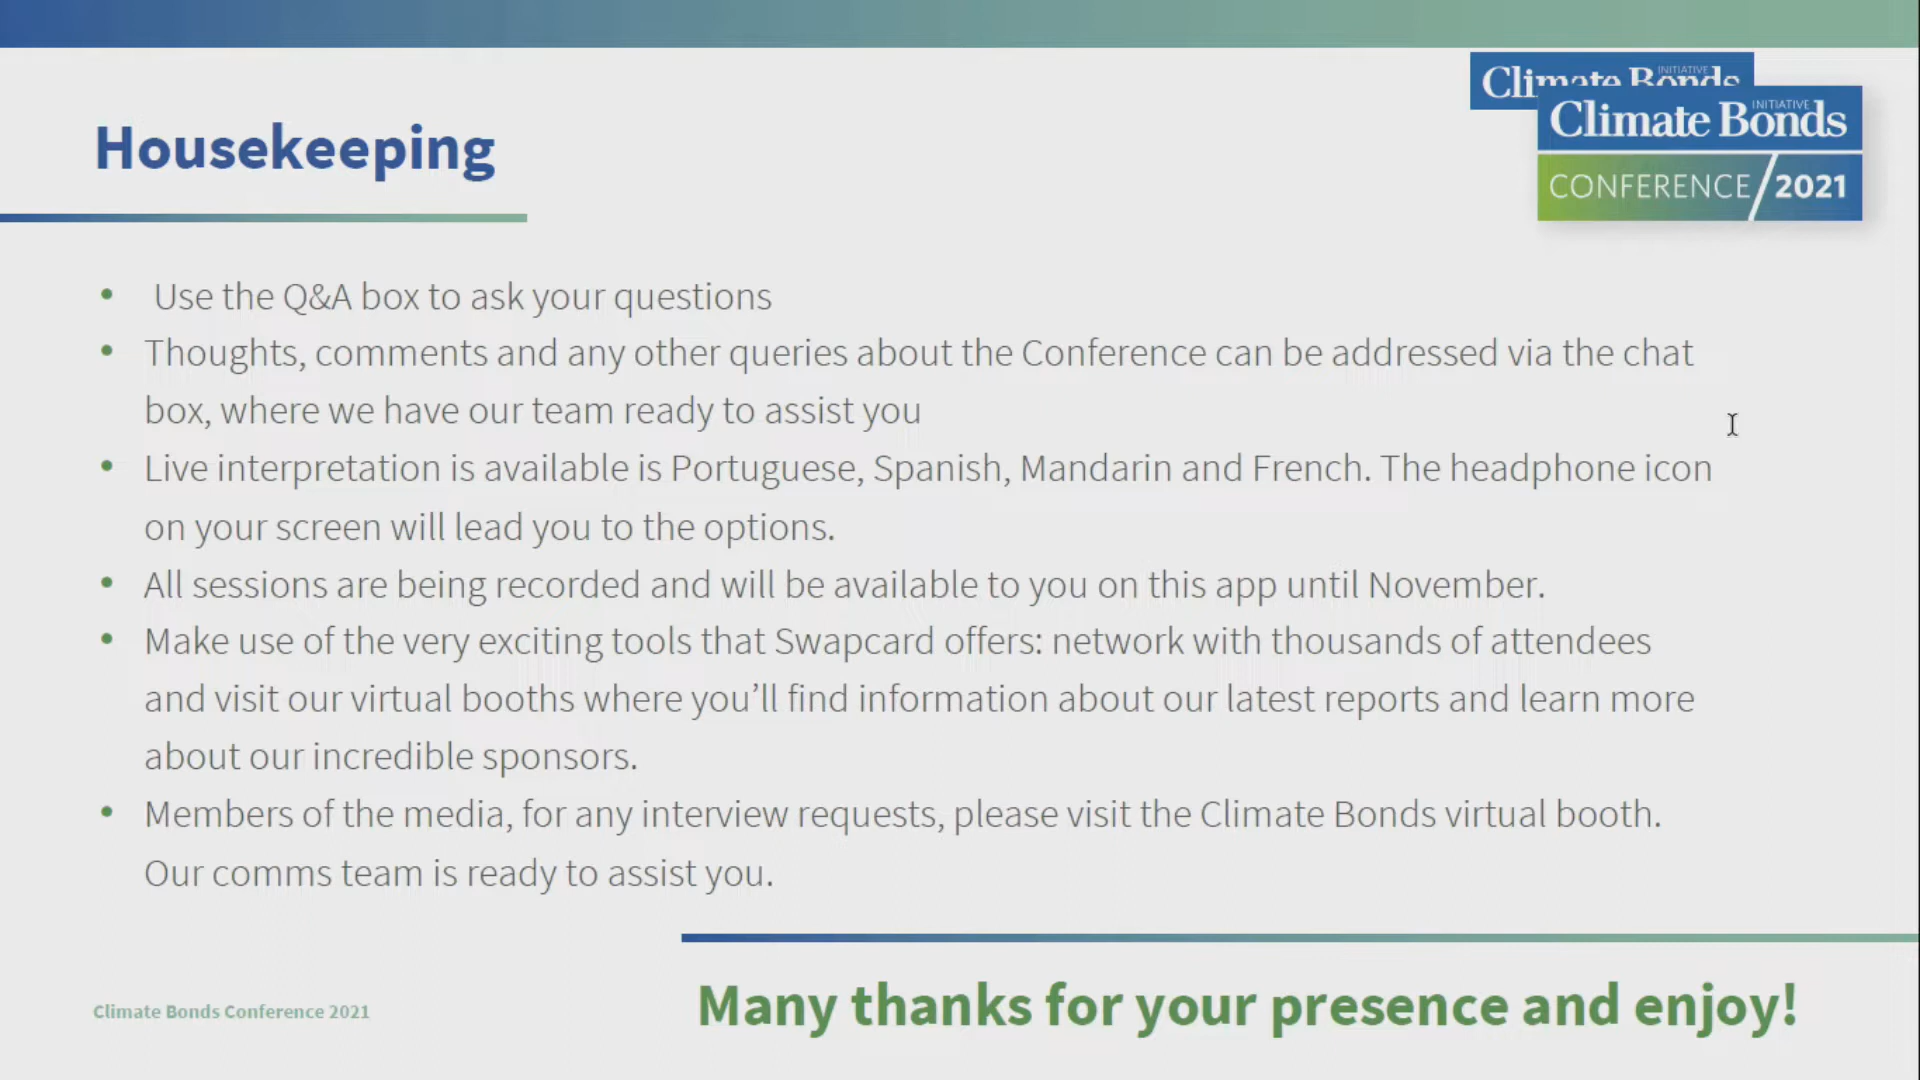 Climate Bonds
INITIATIVE
Climate Bonds
INITIATIVE
CONFERENCE/2021
Housekeeping
• Use the Q&A box to ask your questions
• Thoughts, comments and any other queries about the Conference can be addressed via the chat
box, where we have our team ready to assist you
• Live interpretation is available is Portuguese, Spanish, Mandarin and French. The headphone icon
on your screen will lead you to the options.
• All sessions are being recorded and will be available to you on this app until November.
• Make use of the very exciting tools that Swapcard offers: network with thousands of attendees
and visit our virtual booths where you’ll find information about our latest reports and learn more
about our incredible sponsors.
• Members of the media, for any interview requests, please visit the Climate Bonds virtual booth.
Our comms team is ready to assist you.
Climate Bonds Conference 2021
Many thanks for your presence and enjoy!